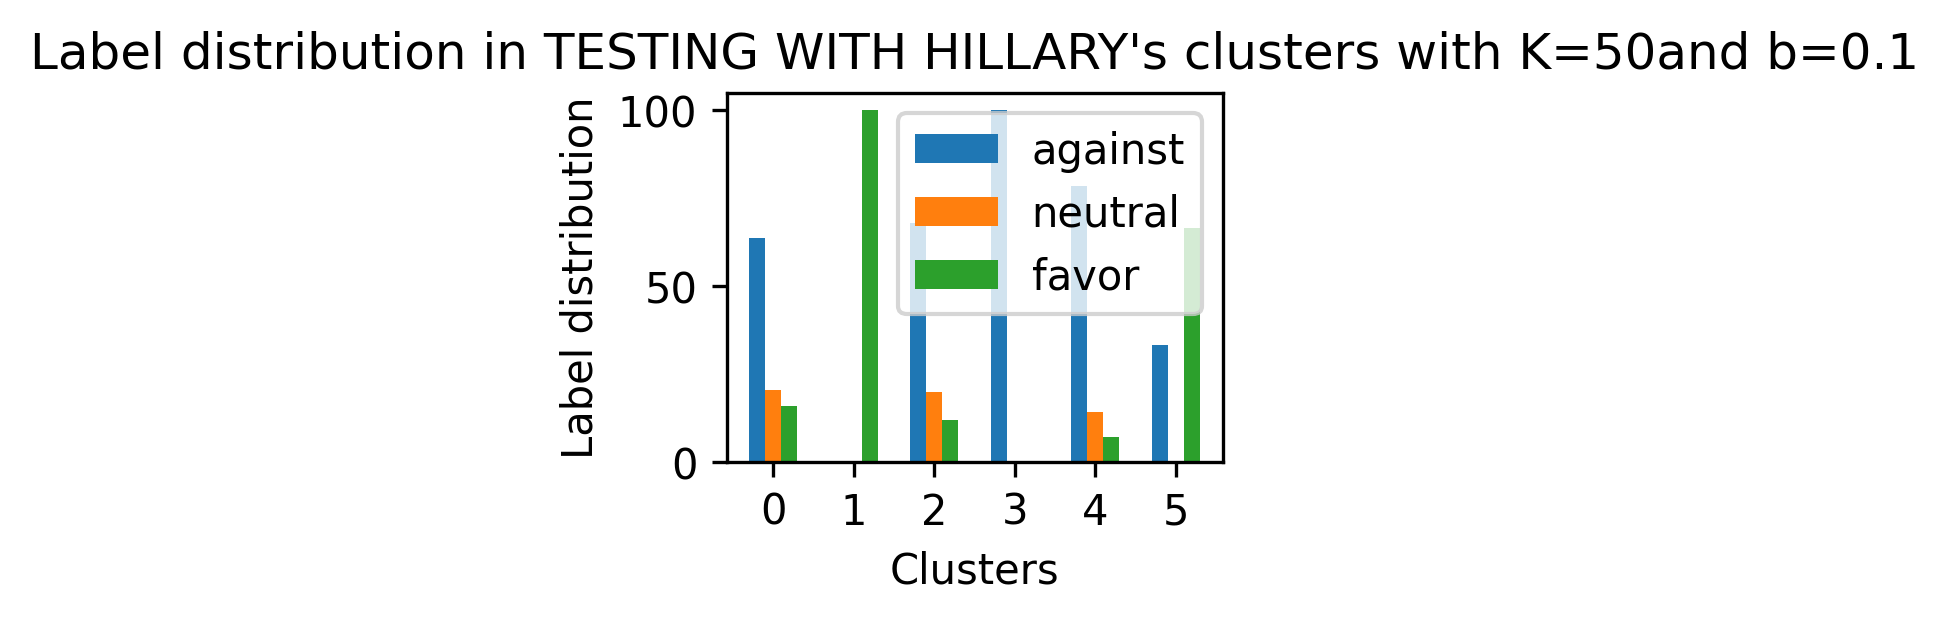 Label distribution in TESTING WITH HILLARY's clusters with K=50and b=0.1
Label distribution
100
50
0
against
neutral
favor
0 1 2 3 4 5
Clusters